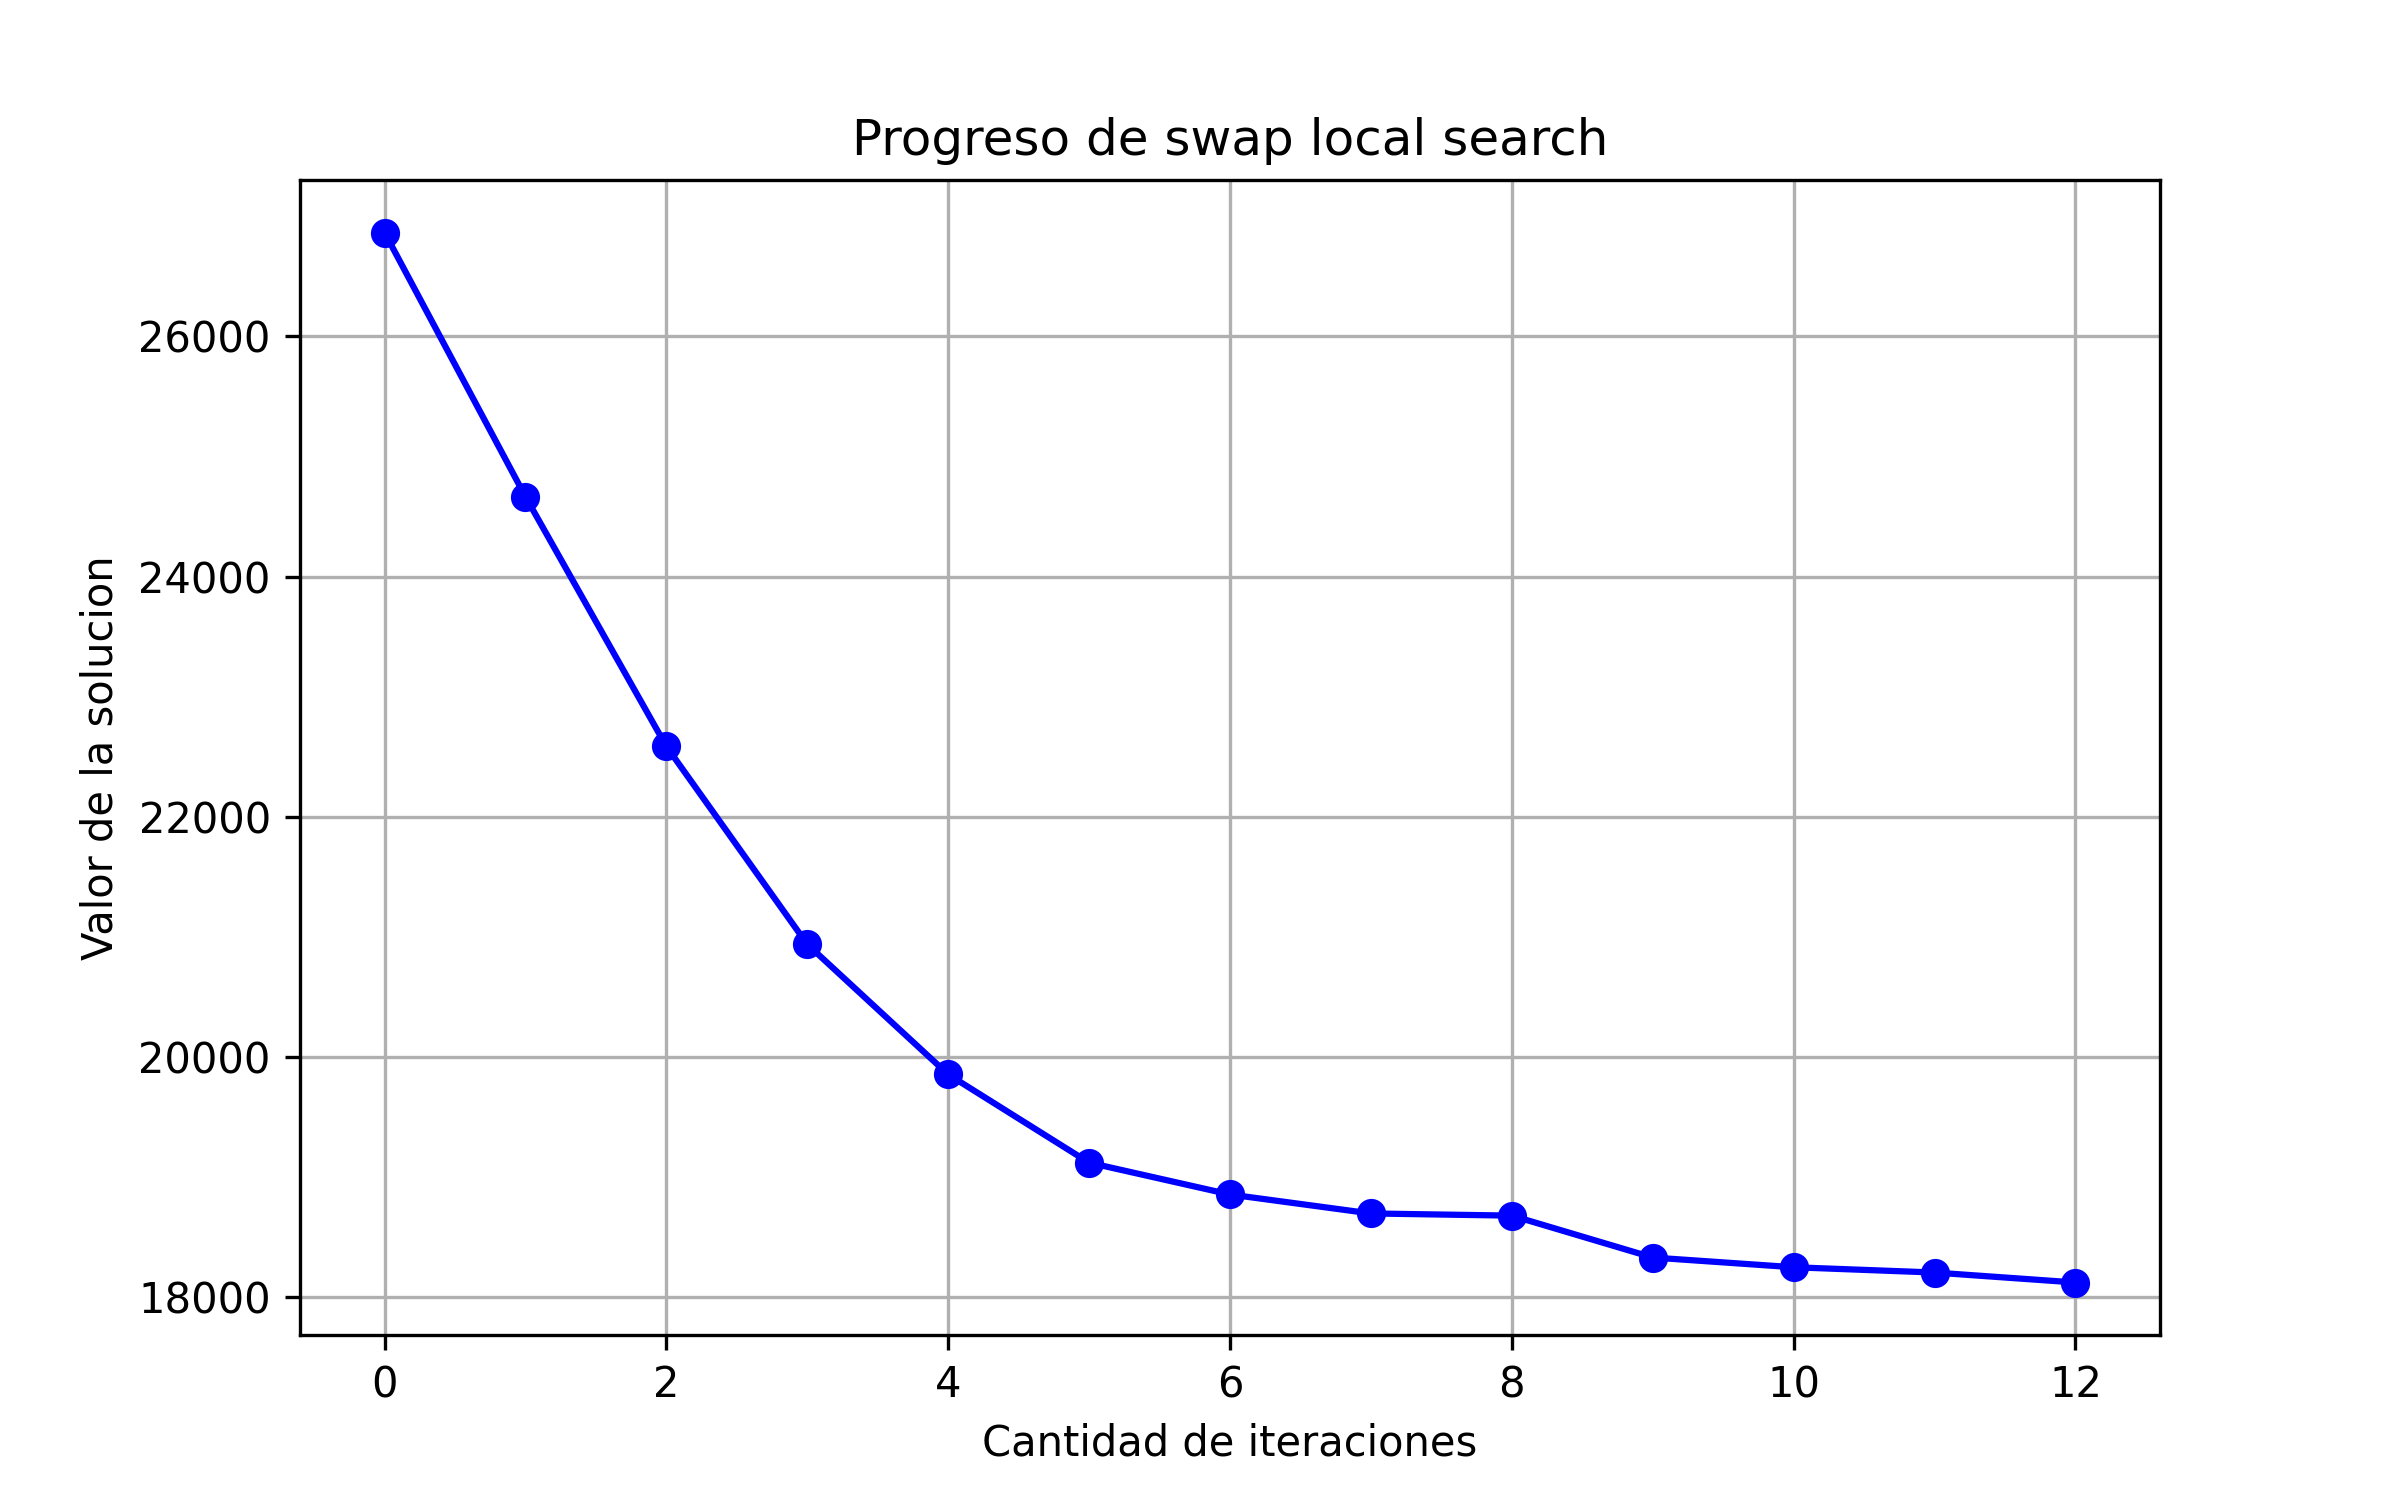 Progreso de swap local search
Valor de la solucion
26000
24000
22000
20000
18000
0 2 4 6 8 10 12
Cantidad de iteraciones